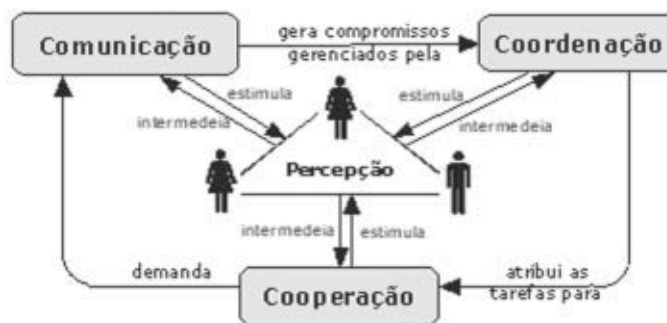 Comunicação
gera compromissos
gerenciados pela
Coordenação
estimula
intermedeia
estimula
intermedeia
Percepção
intermedeia
estimula
demanda
atribui as
tarefas para
Cooperação